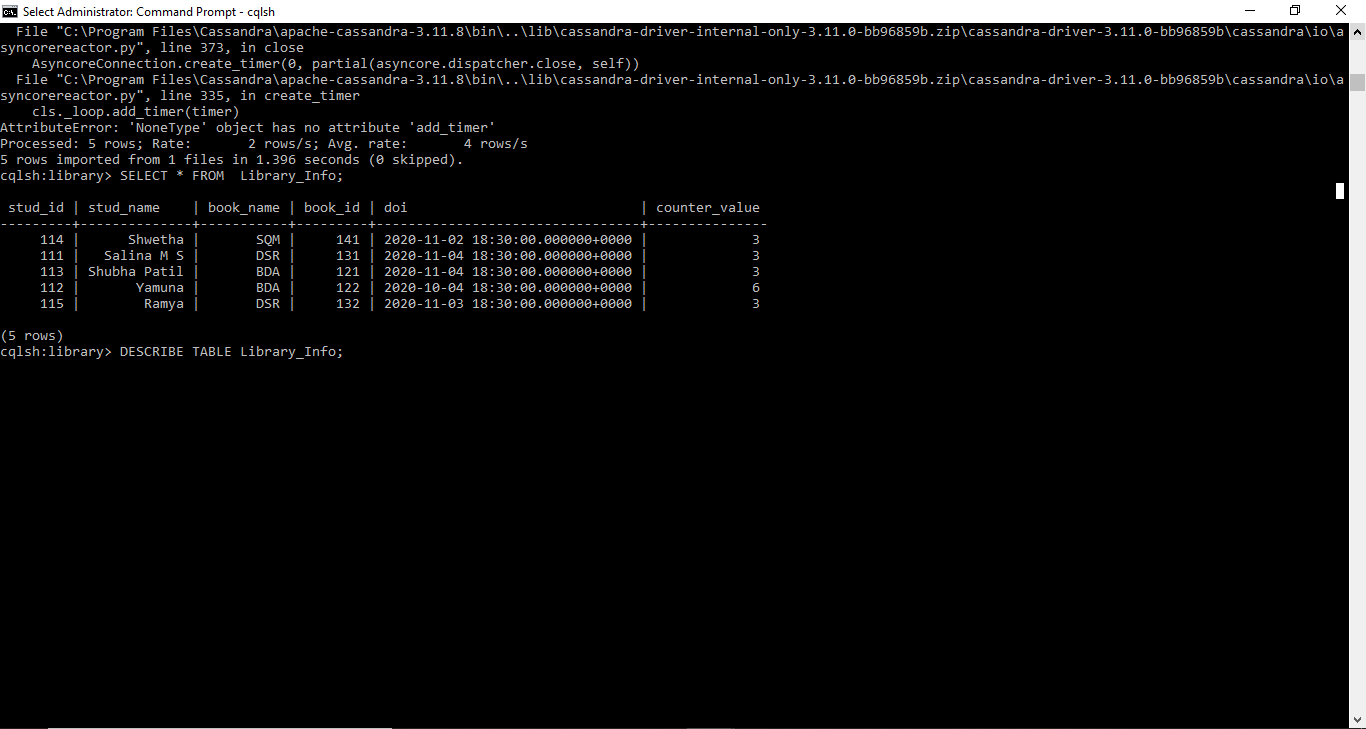 Select Administrator: Command Prompt - cqlsh
  File "C:\Program Files\Cassandra\apache-cassandra-3.11.8\bin\..\lib\cassandra-driver-internal-only-3.11.0-bb96859b.zip\cassandra-driver-3.11.0-bb96859b\cassandra\io\a
syncorereactor.py", line 373, in close
    AsyncoreConnection.create_timer(0, partial(asyncore.dispatcher.close, self))
  File "C:\Program Files\Cassandra\apache-cassandra-3.11.8\bin\..\lib\cassandra-driver-internal-only-3.11.0-bb96859b.zip\cassandra-driver-3.11.0-bb96859b\cassandra\io\a
syncorereactor.py", line 335, in create_timer
    cls._loop.add_timer(timer)
AttributeError: 'NoneType' object has no attribute 'add_timer'
Processed: 5 rows; Rate:       2 rows/s; Avg. rate:       4 rows/s
5 rows imported from 1 files in 1.396 seconds (0 skipped).
cqlsh:library> SELECT * FROM  Library_Info;
 stud_id | stud_name    | book_name | book_id | doi                             | counter_value
---------+--------------+-----------+---------+---------------------------------+---------------
     114 |      Shwetha |       SQM |     141 | 2020-11-02 18:30:00.000000+0000 |             3
     111 |   Salina M S |       DSR |     131 | 2020-11-04 18:30:00.000000+0000 |             3
     113 | Shubha Patil |       BDA |     121 | 2020-11-04 18:30:00.000000+0000 |             3
     112 |       Yamuna |       BDA |     122 | 2020-10-04 18:30:00.000000+0000 |             6
     115 |        Ramya |       DSR |     132 | 2020-11-03 18:30:00.000000+0000 |             3
(5 rows)
cqlsh:library> DESCRIBE TABLE Library_Info;